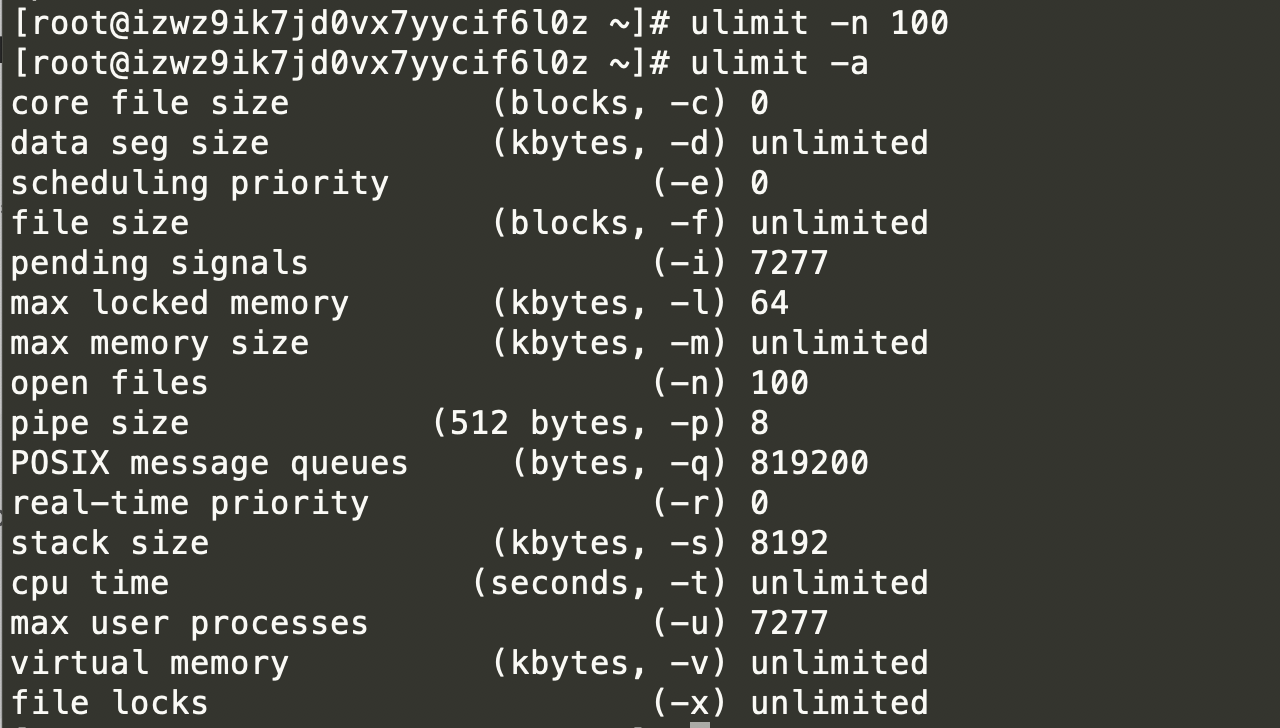 [root@izwz9ik7jd0vx7yycif6l0z ~]# ulimit -n 100
[root@izwz9ik7jd0vx7yycif6l0z ~]# ulimit -a
core file size          (blocks, -c) 0
data seg size           (kbytes, -d) unlimited
scheduling priority             (-e) 0
file size               (blocks, -f) unlimited
pending signals                 (-i) 7277
max locked memory       (kbytes, -l) 64
max memory size         (kbytes, -m) unlimited
open files                      (-n) 100
pipe size            (512 bytes, -p) 8
POSIX message queues     (bytes, -q) 819200
real-time priority              (-r) 0
stack size              (kbytes, -s) 8192
cpu time               (seconds, -t) unlimited
max user processes              (-u) 7277
virtual memory          (kbytes, -v) unlimited
file locks                      (-x) unlimited